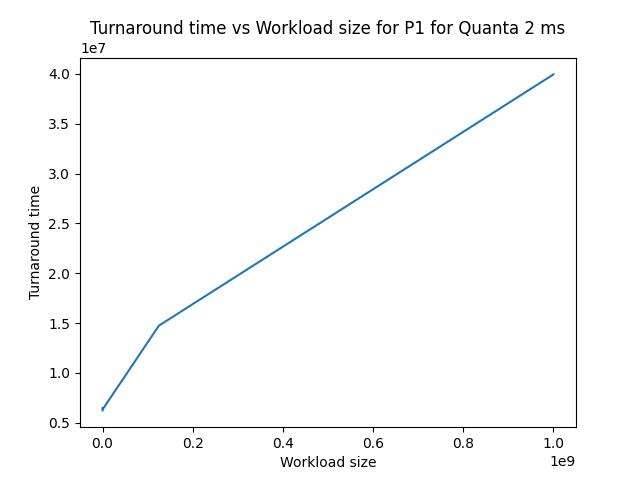 Turnaround time vs Workload size for P1 for Quanta 2 ms
1e7
4.0
3.5
3.0
2.5
2.0
1.5
1.0
0.5
Turnaround time
0.0 0.2 0.4 0.6 0.8 1.0
Workload size
1e9